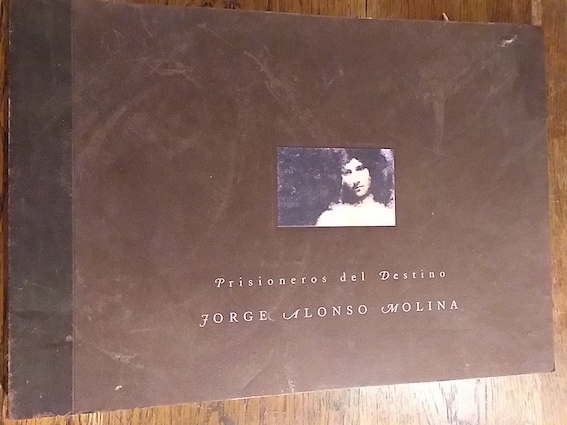 Prisioneros del Destino
JORGE ALONSO MOLINA